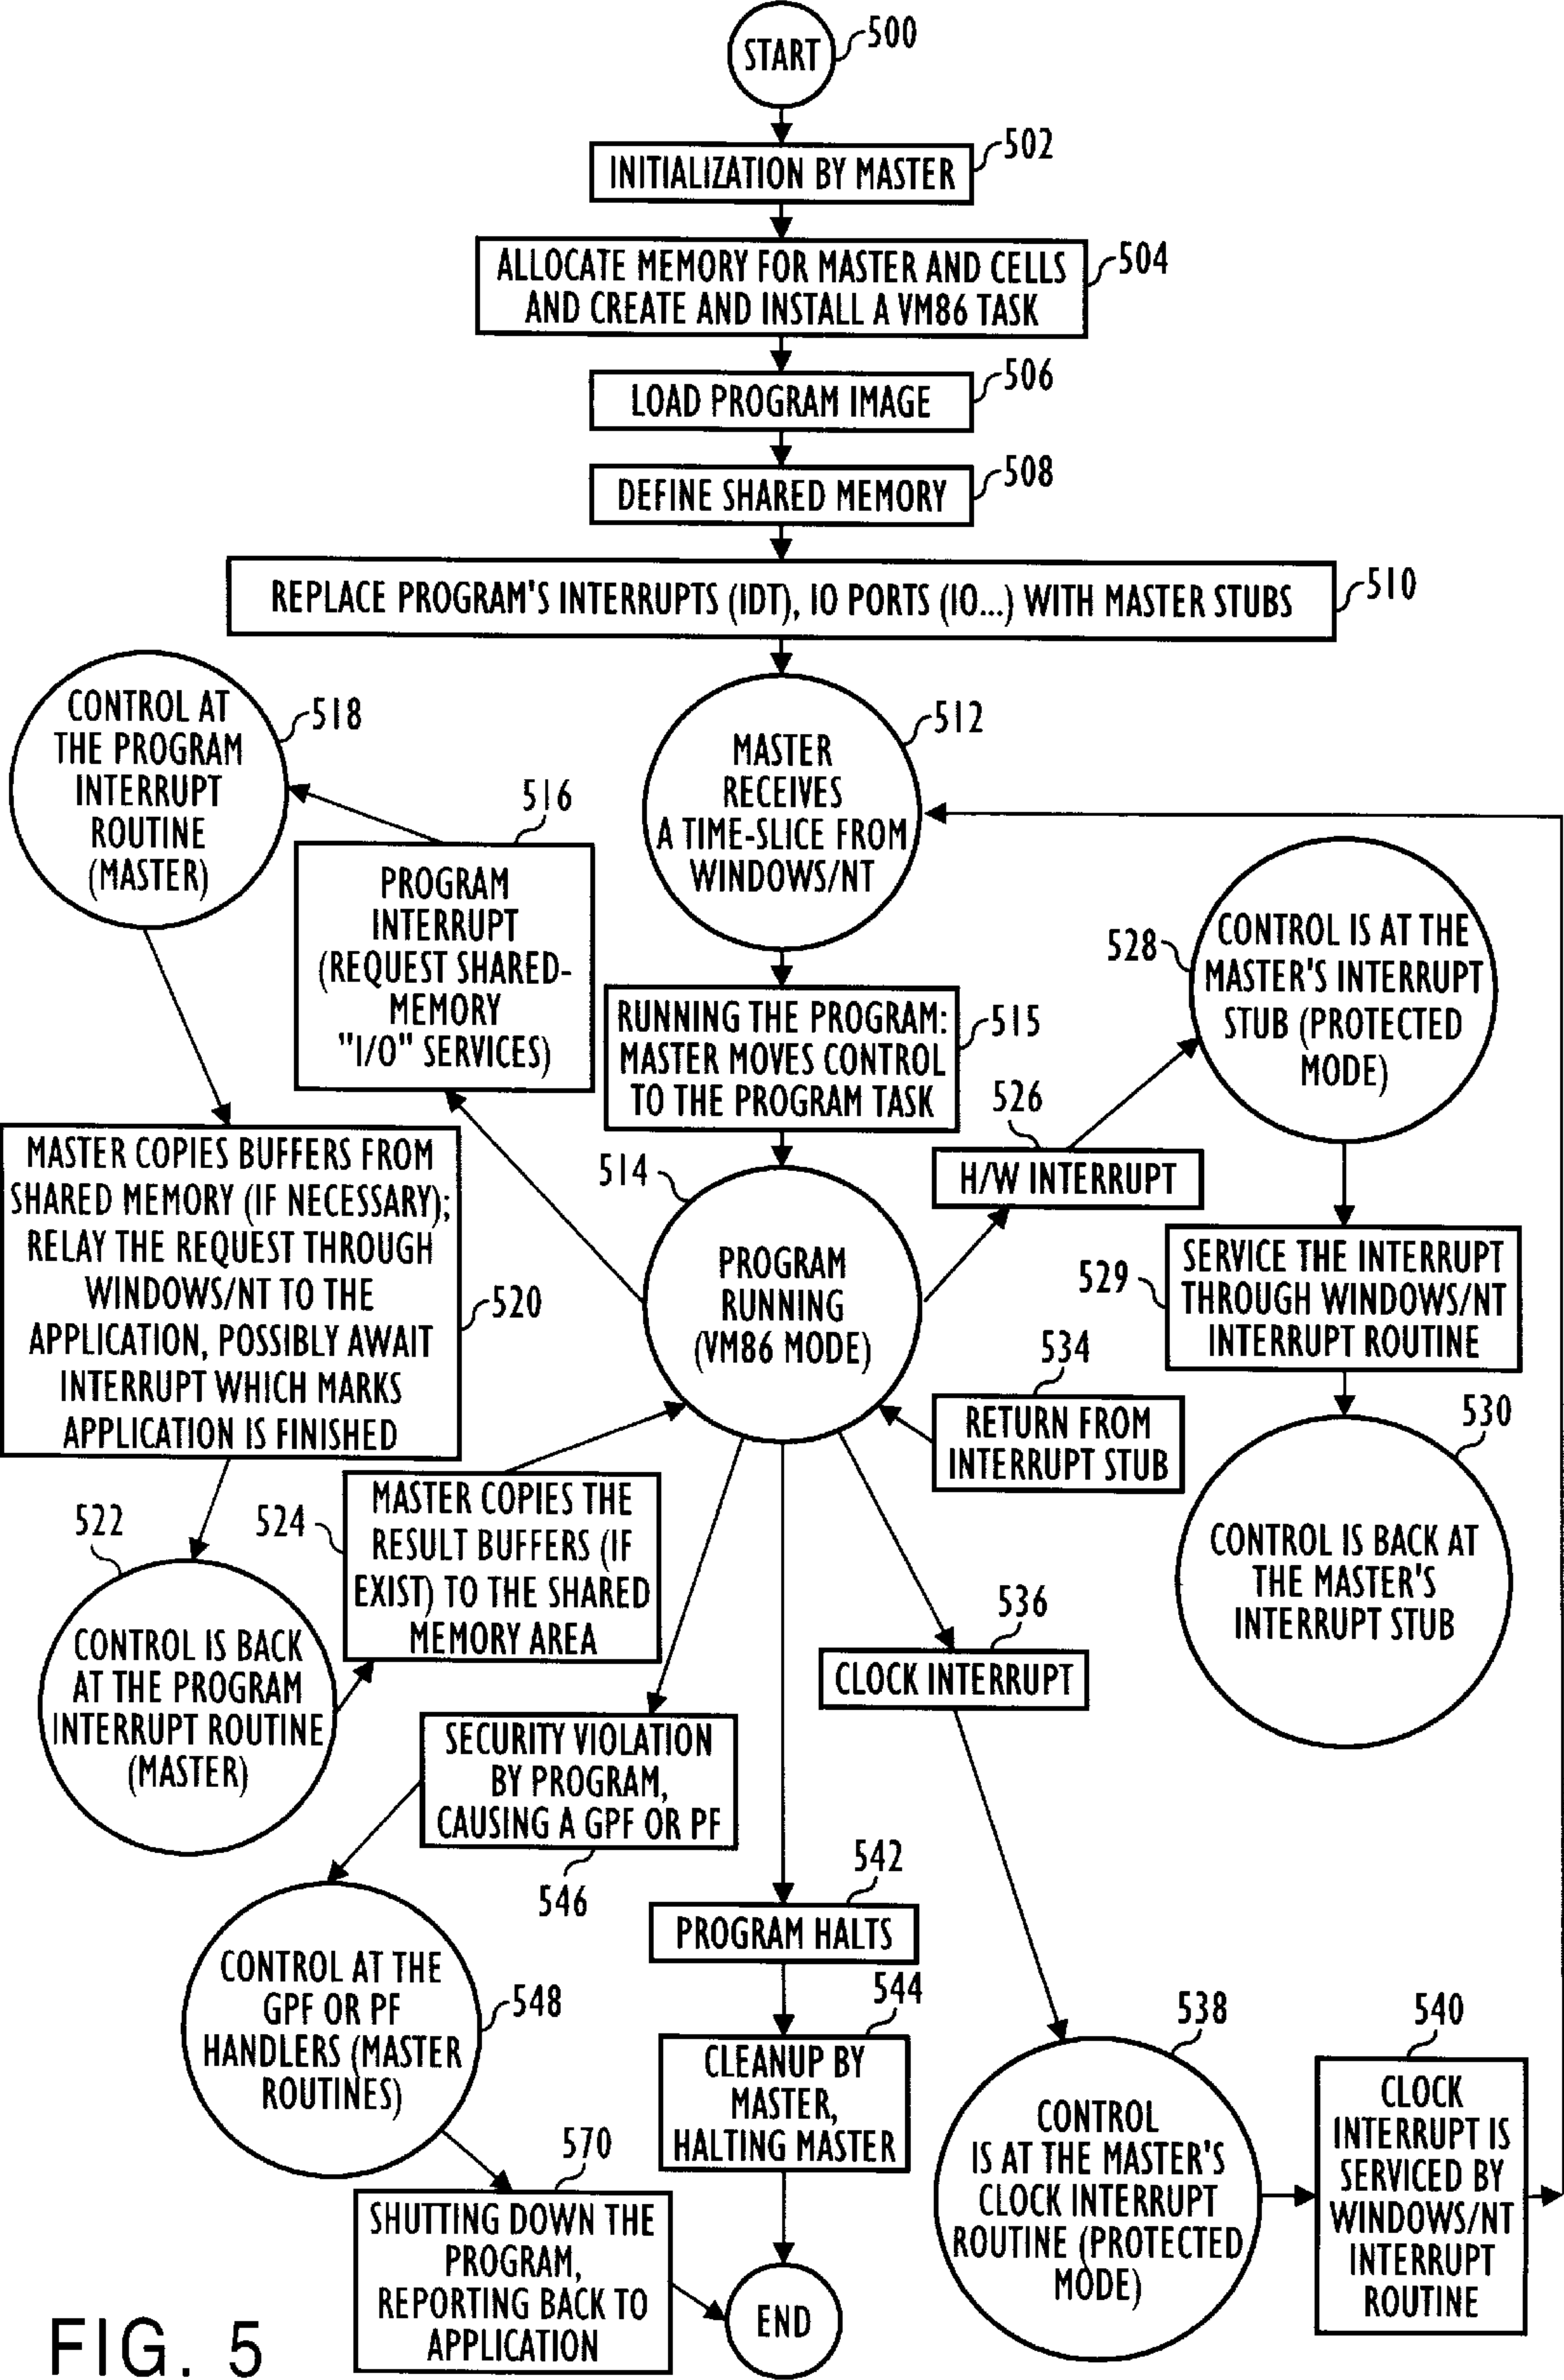 START
500
INITIALIZATION BY MASTER
502
ALLOCATE MEMORY FOR MASTER AND CELLS
AND CREATE AND INSTALL A VM86 TASK
504
LOAD PROGRAM IMAGE
506
DEFINE SHARED MEMORY
508
REPLACE PROGRAM'S INTERRUPTS (IDT), IO PORTS (IO...) WITH MASTER STUBS
510
MASTER
RECEIVES
A TIME-SLICE FROM
WINDOWS/NT
512
CONTROL AT
THE PROGRAM
INTERRUPT
ROUTINE
(MASTER)
518
516
PROGRAM
INTERRUPT
(REQUEST SHARED-
MEMORY
"I/O" SERVICES)
RUNNING THE PROGRAM:
MASTER MOVES CONTROL
TO THE PROGRAM TASK
515
528
CONTROL IS AT THE
MASTER'S INTERRUPT
STUB (PROTECTED
MODE)
526
H/W INTERRUPT
514
PROGRAM
RUNNING
(VM86 MODE)
MASTER COPIES BUFFERS FROM
SHARED MEMORY (IF NECESSARY);
RELAY THE REQUEST THROUGH
WINDOWS/NT TO THE
APPLICATION, POSSIBLY AWAIT
INTERRUPT WHICH MARKS
APPLICATION IS FINISHED
520
529
SERVICE THE INTERRUPT
THROUGH WINDOWS/NT
INTERRUPT ROUTINE
534
RETURN FROM
INTERRUPT STUB
530
CONTROL IS BACK AT
THE MASTER'S
INTERRUPT STUB
522
CONTROL IS BACK
AT THE PROGRAM
INTERRUPT ROUTINE
(MASTER)
524
MASTER COPIES THE
RESULT BUFFERS (IF
EXIST) TO THE SHARED
MEMORY AREA
536
CLOCK INTERRUPT
SECURITY VIOLATION
BY PROGRAM,
CAUSING A GPF OR PF
546
542
PROGRAM HALTS
CONTROL AT THE
GPF OR PF
HANDLERS (MASTER
ROUTINES)
548
544
CLEANUP BY
MASTER,
HALTING MASTER
538
CONTROL
IS AT THE MASTER'S
CLOCK INTERRUPT
ROUTINE (PROTECTED
MODE)
540
CLOCK
INTERRUPT IS
SERVICED BY
WINDOWS/NT
INTERRUPT
ROUTINE
570
SHUTTING DOWN THE
PROGRAM,
REPORTING BACK TO
APPLICATION
END
FIG. 5